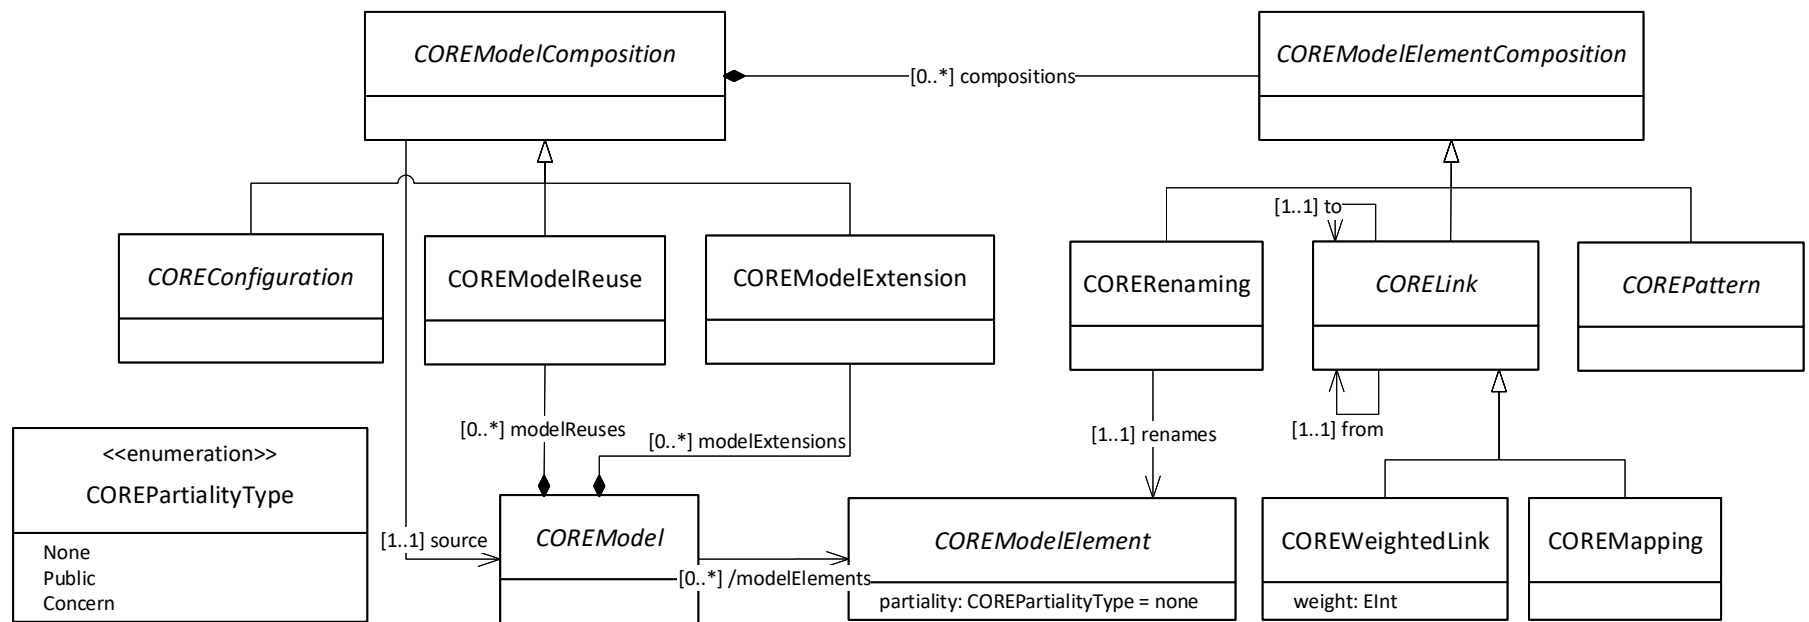 COREModelComposition
COREModelElementComposition
[0..*] compositions
[1..1] to
COREConfiguration
COREModelReuse
COREModelExtension
CORERenaming
CORELink
COREPattern
[0..*] modelReuses
[0..*] modelExtensions
[1..1] renames
[1..1] from
<<enumeration>>
COREPartialityType
None
Public
Concern
[1..1] source
COREModel
[0..*] /modelElements
COREModelElement
partiality: COREPartialityType = none
COREWeightedLink
weight: EInt
COREMapping